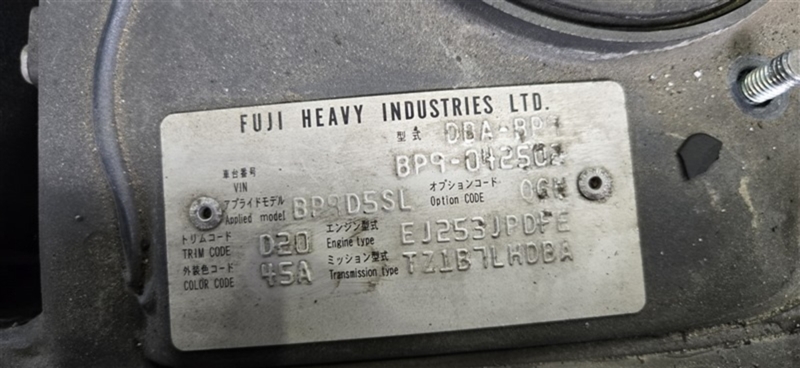 FUJI HEAVY INDUSTRIES LTD.
型式 DBA-BP9
車台番号 VIN BP9-04250
アプライドモデル Applied model BP9D5SL オプションコード Option CODE OGK
トリムコード TRIM CODE D20 エンジン型式 Engine type EJ253JPDFE
外装色コード COLOR CODE 45A ミッション型式 Transmission type TZ1B7LHDBA